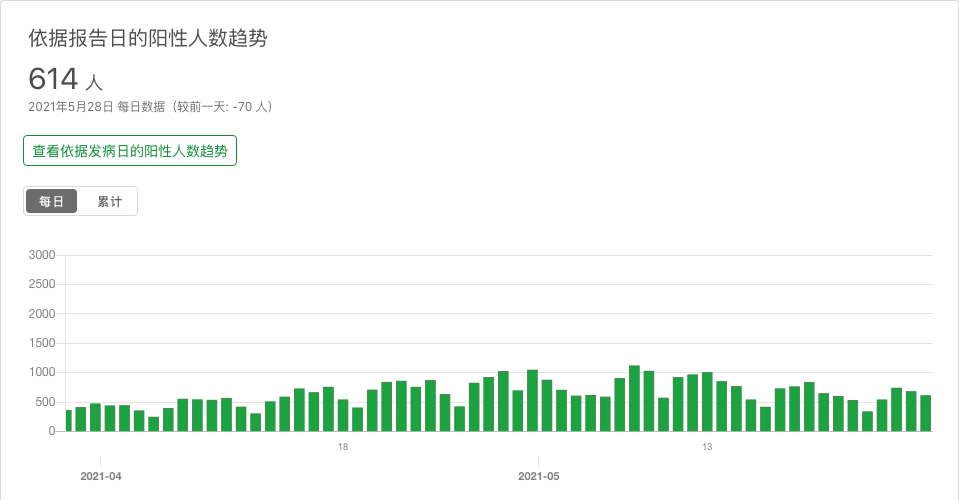 依据报告日的阳性人数趋势
614 人
2021年5月28日 每日数据（较前一天: -70 人）
查看依据发病日的阳性人数趋势
每日 累计
3000
2500
2000
1500
1000
500
0
18 13
2021-04 2021-05